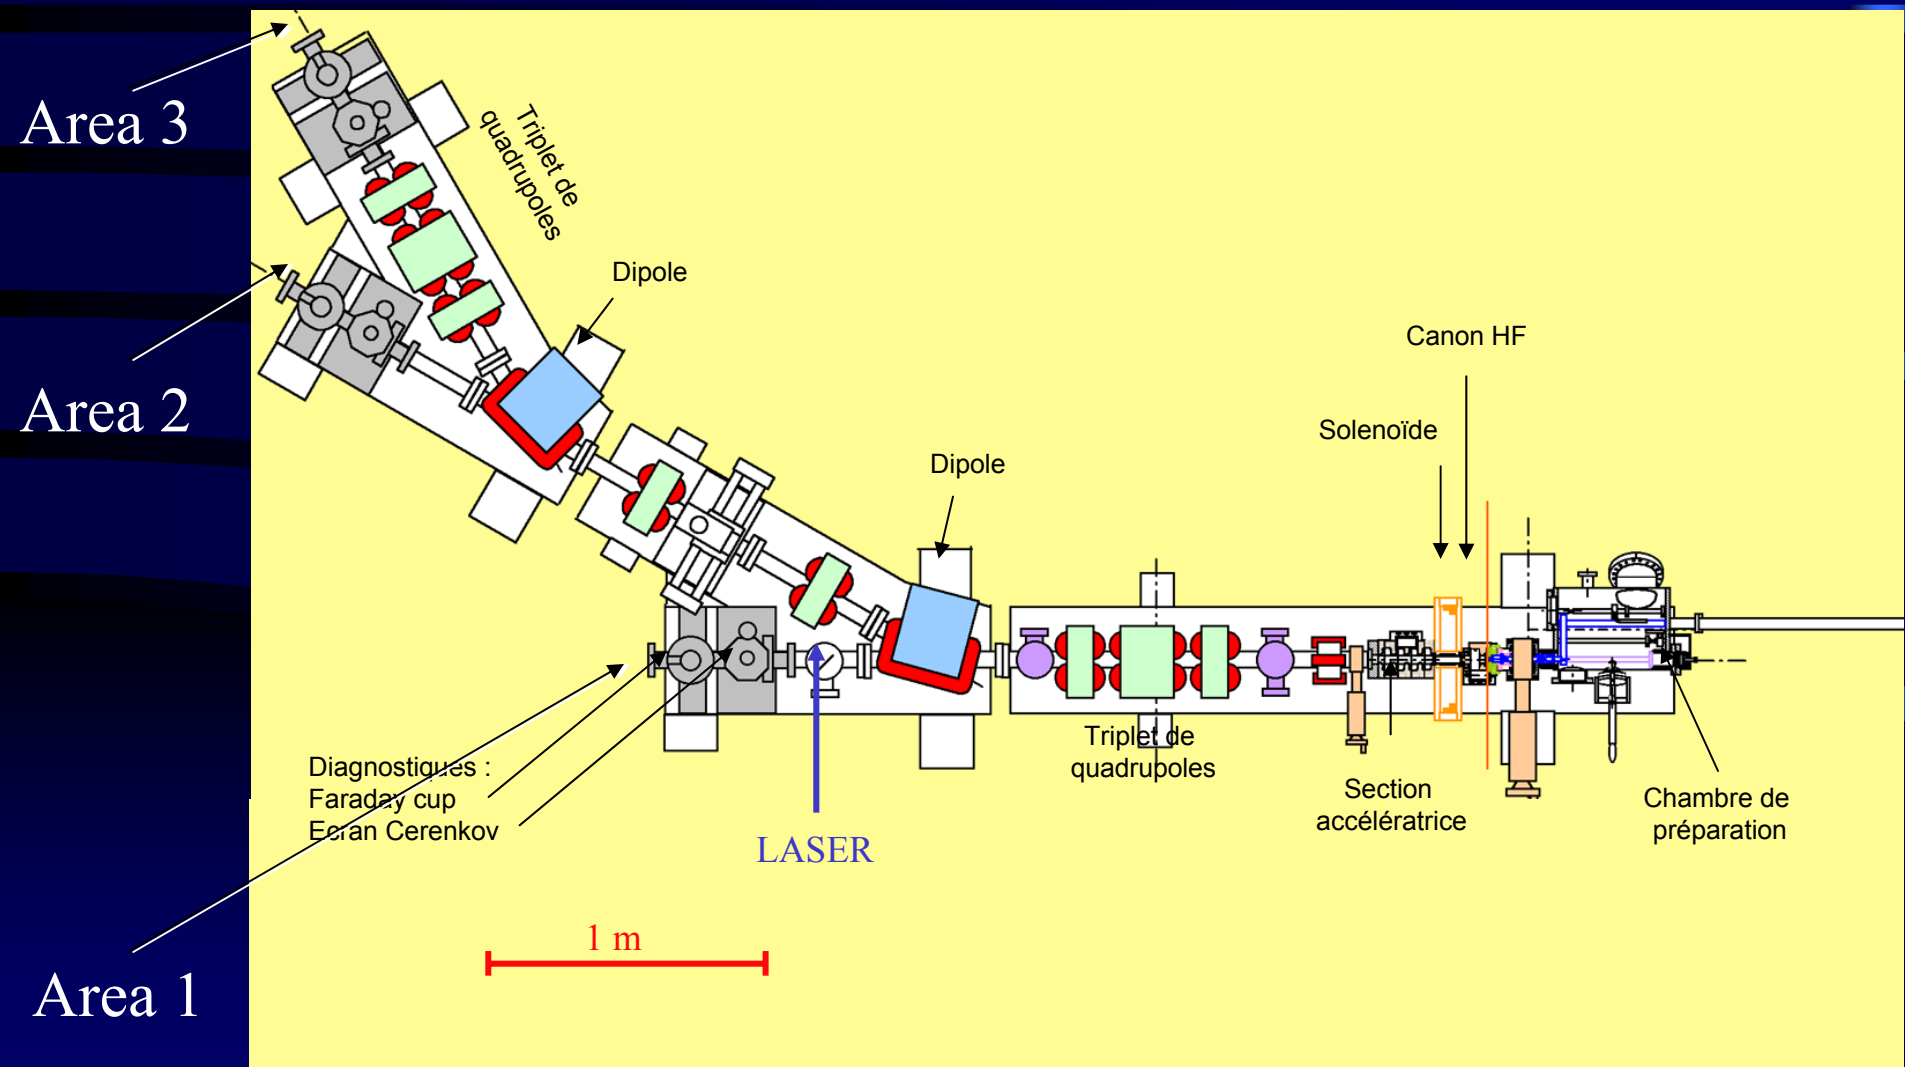 Area 3
Triplet de
quadrupoles
Dipole
Canon HF
Area 2
Solenoïde
Dipole
Triplet de
quadrupoles
Diagnostiques :
Faraday cup
Ecran Cerenkov
LASER
Section
accélératrice
Chambre de
préparation
1 m
Area 1